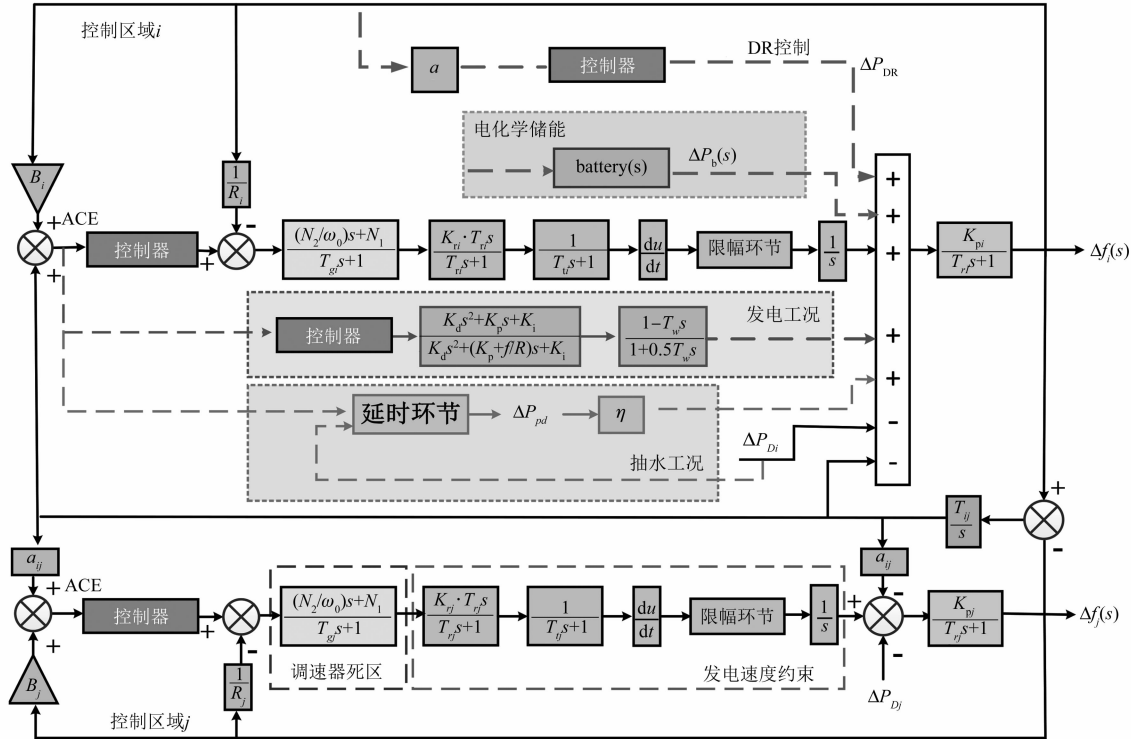 控制区域i
DR控制
a
控制器
ΔP_DR
电化学储能
battery(s)
ΔP_b(s)
B_i
1/R_i
+
ACE
+
控制器
+
-
(N_2/ω_0)s+N_1
T_gi s+1
K_ri·T_ri s
T_ri s+1
1
T_ti s+1
du
dt
限幅环节
1
s
+
+
+
+
+
-
-
K_pi
T_rf s+1
Δf_i(s)
发电工况
控制器
K_d s²+K_p s+K_i
K_d s²+(K_p+f/R)s+K_i
1-T_w s
1+0.5T_w s
延时环节
ΔP_pd
η
抽水工况
ΔP_Di
T_ij
s
+
-
a_ij
a_ij
+
ACE
+
控制器
+
-
(N_2/ω_0)s+N_1
T_gj s+1
调速器死区
K_rj·T_rj s
T_rj s+1
1
T_tj s+1
du
dt
限幅环节
1
s
发电速度约束
+
-
-
K_pi
T_rj s+1
Δf_j(s)
B_j
1/R_j
ΔP_Dj
控制区域j